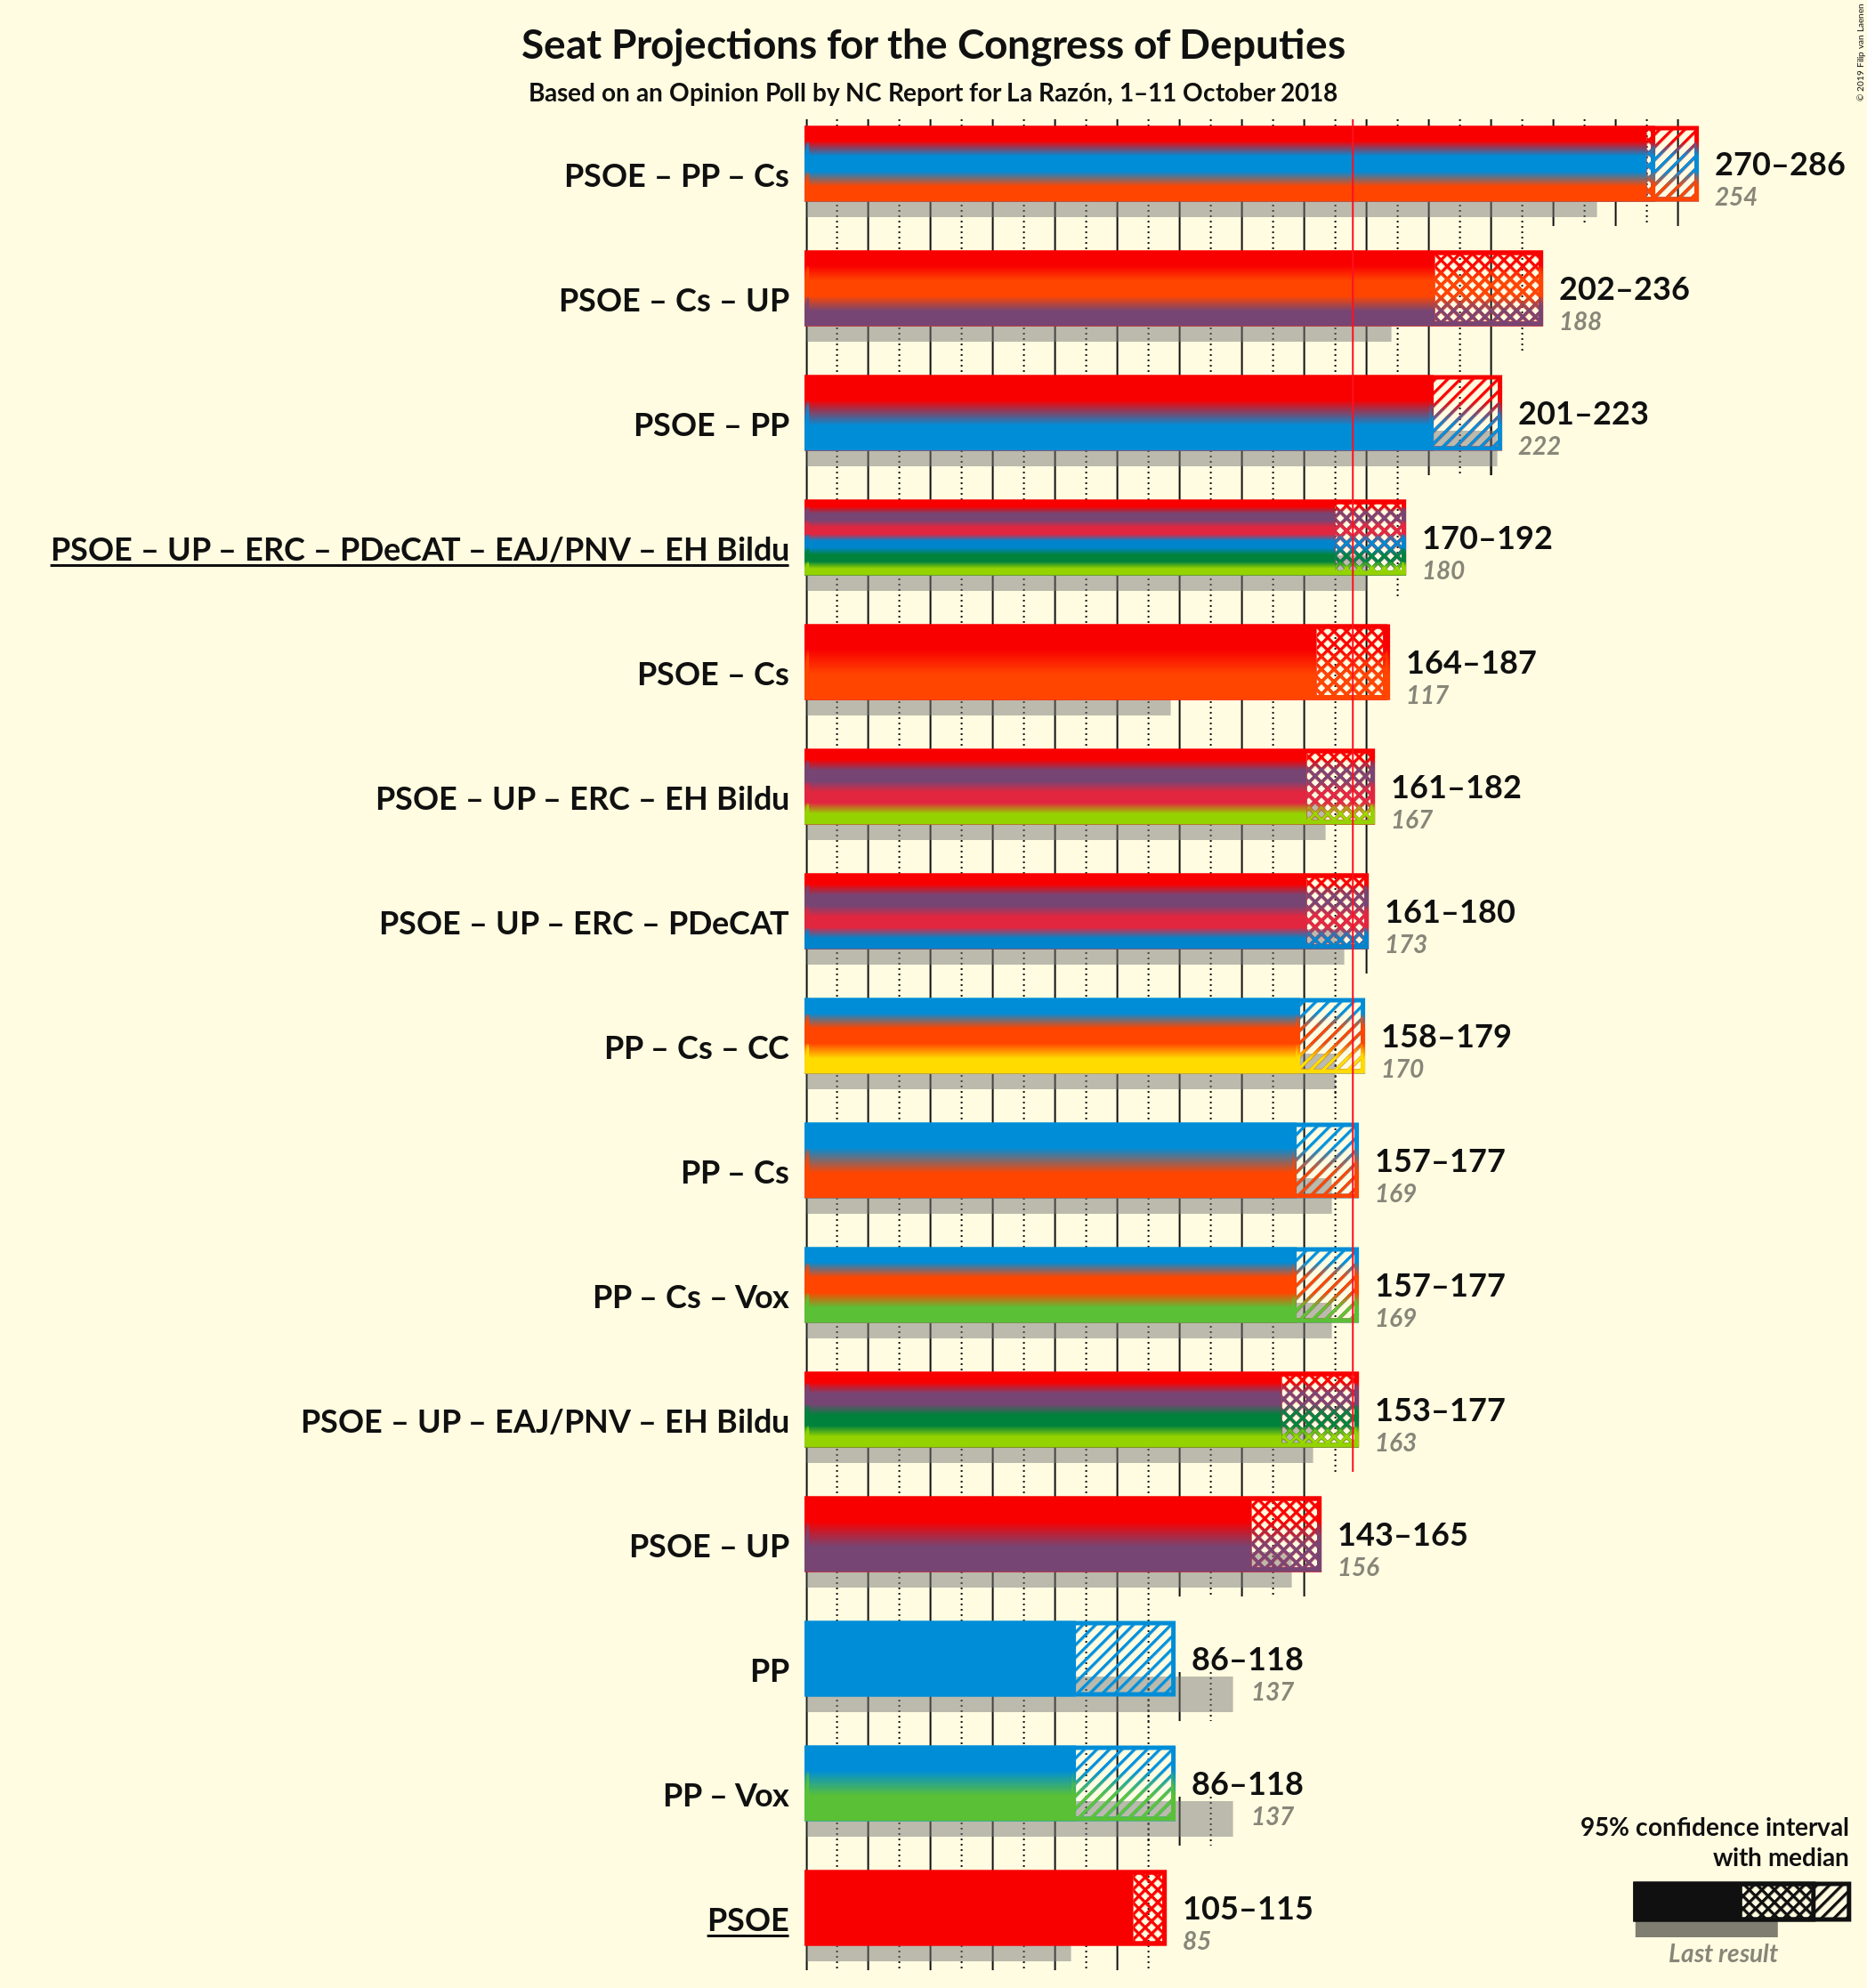 Seat Projections for the Congress of Deputies
Based on an Opinion Poll by NC Report for La Razón, 1–11 October 2018
© 2019 Filip van Laenen
PSOE – PP – Cs
270–286
254
PSOE – Cs – UP
202–236
188
PSOE – PP
201–223
222
PSOE – UP – ERC – PDeCAT – EAJ/PNV – EH Bildu
170–192
180
PSOE – Cs
164–187
117
PSOE – UP – ERC – EH Bildu
161–182
167
PSOE – UP – ERC – PDeCAT
161–180
173
PP – Cs – CC
158–179
170
PP – Cs
157–177
169
PP – Cs – Vox
157–177
169
PSOE – UP – EAJ/PNV – EH Bildu
153–177
163
PSOE – UP
143–165
156
PP
86–118
137
PP – Vox
86–118
137
PSOE
105–115
85
95% confidence interval
with median
Last result